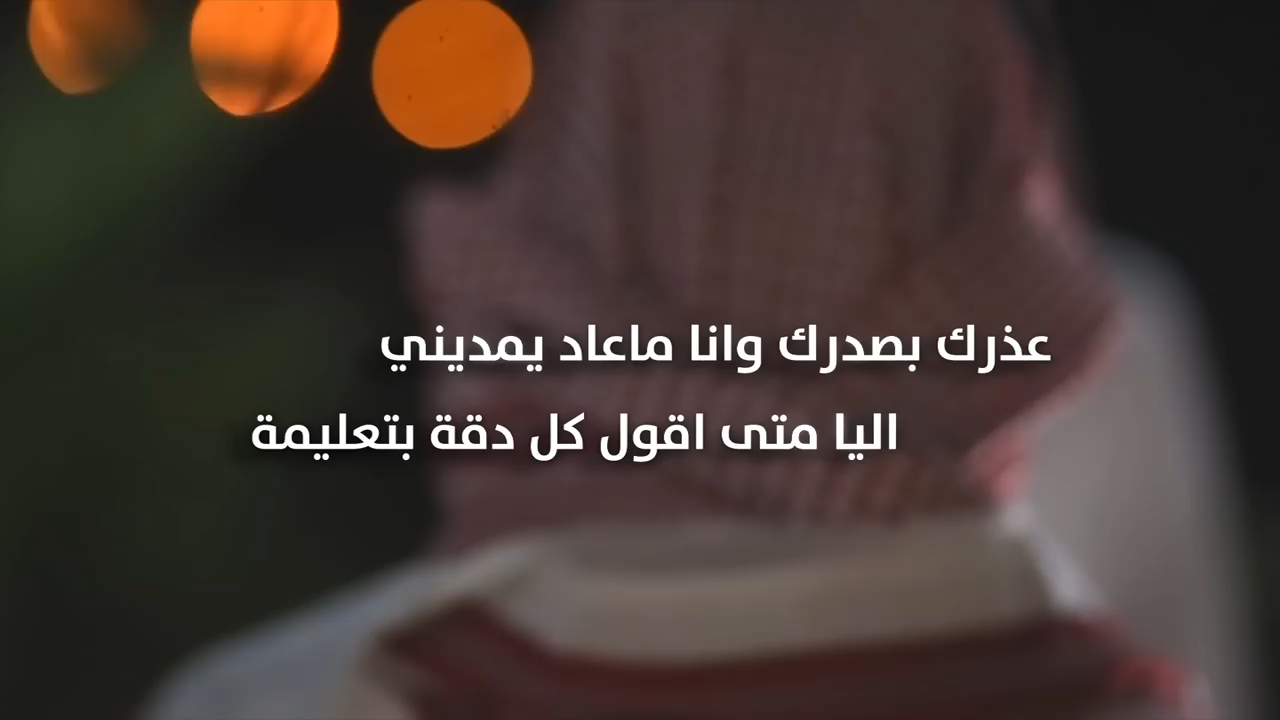 عذرك بصدرك وانا ماعاد يمديني
اليا متى اقول كل دقة بتعليمة